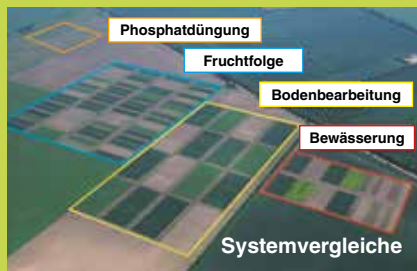 Phosphatdüngung
Fruchtfolge
Bodenbearbeitung
Bewässerung
Systemvergleiche